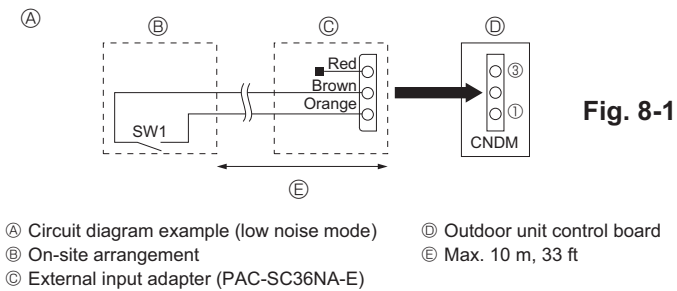 Ⓐ
Ⓑ
Ⓒ
Ⓓ
Red
Brown
Orange
SW1
③
①
CNDM
Fig. 8-1
Ⓔ
Ⓐ Circuit diagram example (low noise mode)
Ⓑ On-site arrangement
Ⓒ External input adapter (PAC-SC36NA-E)
Ⓓ Outdoor unit control board
Ⓔ Max. 10 m, 33 ft